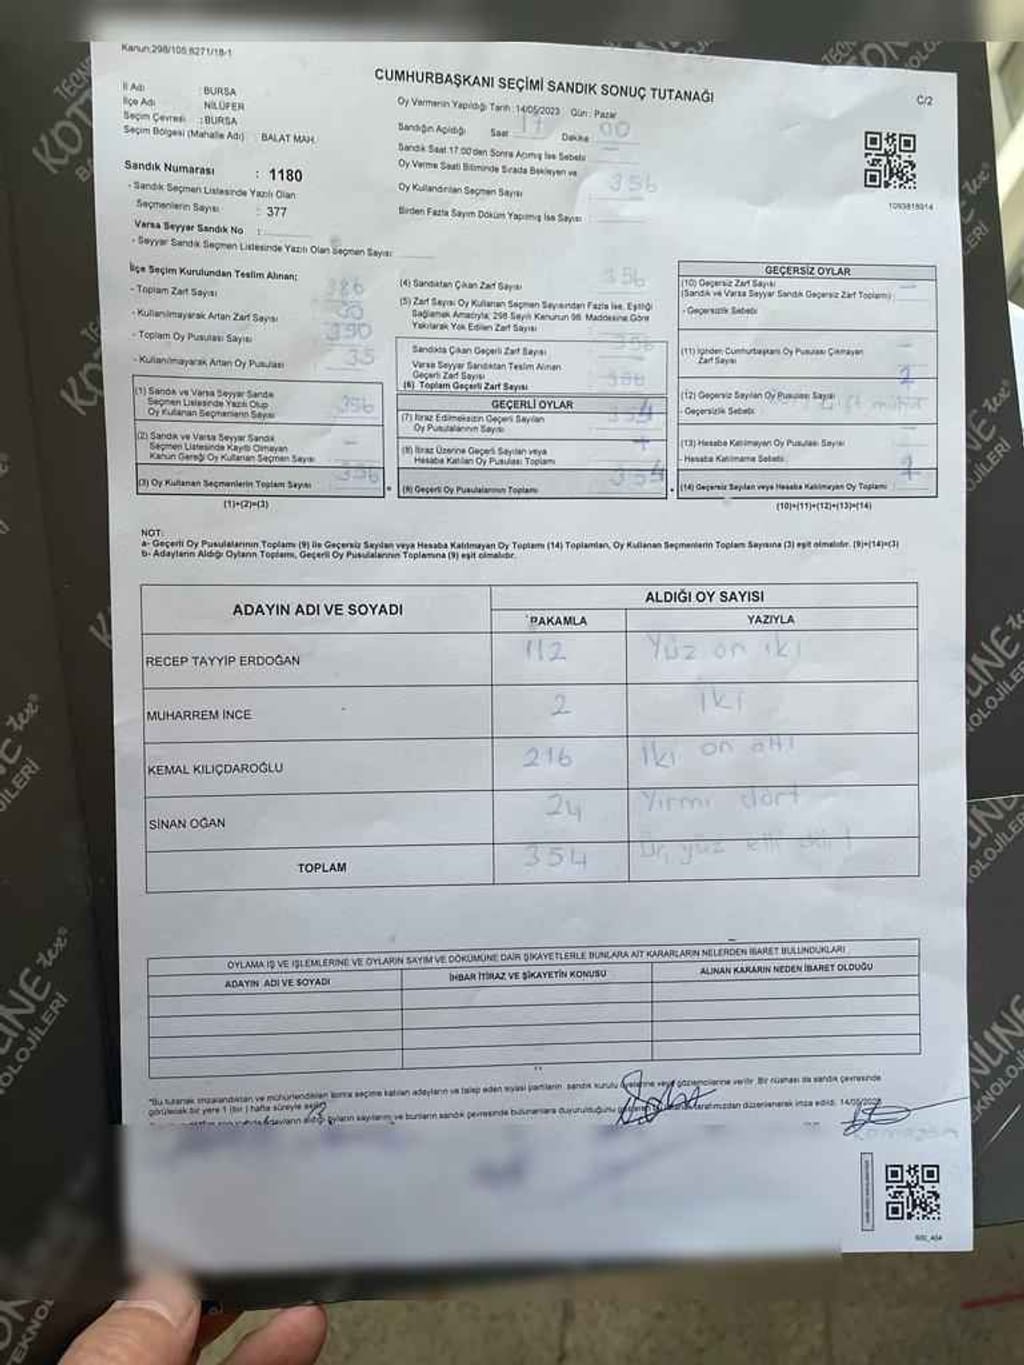 Kanun:298/105;6271/18-1
CUMHURBAŞKANI SEÇİMİ SANDIK SONUÇ TUTANAĞI
C/2
İl Adı : BURSA
İlçe Adı NİLÜFER
Seçim Çevresi : BURSA
Seçim Bölgesi (Mahalle Adı) : BALAT MAH.
Sandık Numarası : 1180
- Sandık Seçmen Listesinde Yazılı Olan
Seçmenlerin Sayısı : 377
Varsa Seyyar Sandık No :
- Seyyar Sandık Seçmen Listesinde Yazılı Olan Seçmen Sayısı:
Oy Vermenin Yapıldığı Tarih : 14/05/2023 Gün : Pazar
Sandığın Açıldığı Saat 17 Dakika 00
Sandık Saat 17:00'den Sonra Açılmış İse Sebebi
Oy Verme Saati Bitiminde Sırada Bekleyen ve
Oy Kullandırılan Seçmen Sayısı 356
Birden Fazla Sayım Döküm Yapılmış İse Sayısı
1093818014
İlçe Seçim Kurulundan Teslim Alınan;
- Toplam Zarf Sayısı 386
- Kullanılmayarak Artan Zarf Sayısı 30
- Toplam Oy Pusulası Sayısı 390
- Kullanılmayarak Artan Oy Pusulası 35
(1) Sandık ve Varsa Seyyar Sandık
Seçmen Listesinde Yazılı Olup
Oy Kullanan Seçmenlerin Sayısı 356
(2) Sandık ve Varsa Seyyar Sandık
Seçmen Listesinde Kayıtlı Olmayan
Kanun Gereği Oy Kullanan Seçmen Sayısı –
(3) Oy Kullanan Seçmenlerin Toplam Sayısı 356
(1)+(2)=(3)
(4) Sandıktan Çıkan Zarf Sayısı 356
(5) Zarf Sayısı Oy Kullanan Seçmen Sayısından Fazla İse, Eşitliği
Sağlamak Amacıyla; 298 Sayılı Kanunun 98. Maddesine Göre
Yakılarak Yok Edilen Zarf Sayısı –
Sandıkta Çıkan Geçerli Zarf Sayısı 356
Varsa Seyyar Sandıktan Teslim Alınan
Geçerli Zarf Sayısı –
(6) Toplam Geçerli Zarf Sayısı 356
GEÇERLİ OYLAR
(7) İtiraz Edilmeksizin Geçerli Sayılan
Oy Pusulalarının Sayısı 354
(8) İtiraz Üzerine Geçerli Sayılan veya
Hesaba Katılan Oy Pusulası Toplamı
(9) Geçerli Oy Pusulalarının Toplamı 354
GEÇERSİZ OYLAR
(10) Geçersiz Zarf Sayısı
(Sandık ve Varsa Seyyar Sandık Geçersiz Zarf Toplamı) –
- Geçersizlik Sebebi
(11) İçinden Cumhurbaşkanı Oy Pusulası Çıkmayan
Zarf Sayısı –
(12) Geçersiz Sayılan Oy Pusulası Sayısı 2
- Geçersizlik Sebebi: çift mühür
(13) Hesaba Katılmayan Oy Pusulası Sayısı –
- Hesaba Katılmama Sebebi
(14) Geçersiz Sayılan veya Hesaba Katılmayan Oy Toplamı 2
(10)+(11)+(12)+(13)=(14)
NOT:
a- Geçerli Oy Pusulalarının Toplamı (9) ile Geçersiz Sayılan veya Hesaba Katılmayan Oy Toplamı (14) Toplamları, Oy Kullanan Seçmenlerin Toplam Sayısına (3) eşit olmalıdır. (9)+(14)=(3)
b- Adayların Aldığı Oyların Toplamı, Geçerli Oy Pusulalarının Toplamına (9) eşit olmalıdır.
ADAYIN ADI VE SOYADI ALDIĞI OY SAYISI
RAKAMLA YAZIYLA
RECEP TAYYİP ERDOĞAN 112 Yüz on iki
MUHARREM İNCE 2 iki
KEMAL KILIÇDAROĞLU 216 İki on altı
SİNAN OĞAN 24 Yirmi dört
TOPLAM 354 yüz elli
OYLAMA İŞ VE İŞLEMLERİNE VE OYLARIN SAYIM VE DÖKÜMÜNE DAİR ŞİKAYETLERLE BUNLARA AİT KARARLARIN NELERDEN İBARET BULUNDUKLARI
ADAYIN ADI VE SOYADI İHBAR İTİRAZ VE ŞİKAYETİN KONUSU ALINAN KARARIN NEDEN İBARET OLDUĞU
*Bu tutanak imzalandıktan ve mühürlendikten sonra seçime katılan adayların ve talep eden siyasi partilerin sandık kurulu üyelerine veya gözlemcilerine verilir. Bir nüshası da sandık çevresinde
görülecek bir yere 1 (bir) hafta süreyle asılır.
adayların aldığı oyların sayılarını ve bunların sandık çevresinde bulunanlara duyurulduğunu tarafımızdan düzenlenerek imza edildi. 14/05/2023